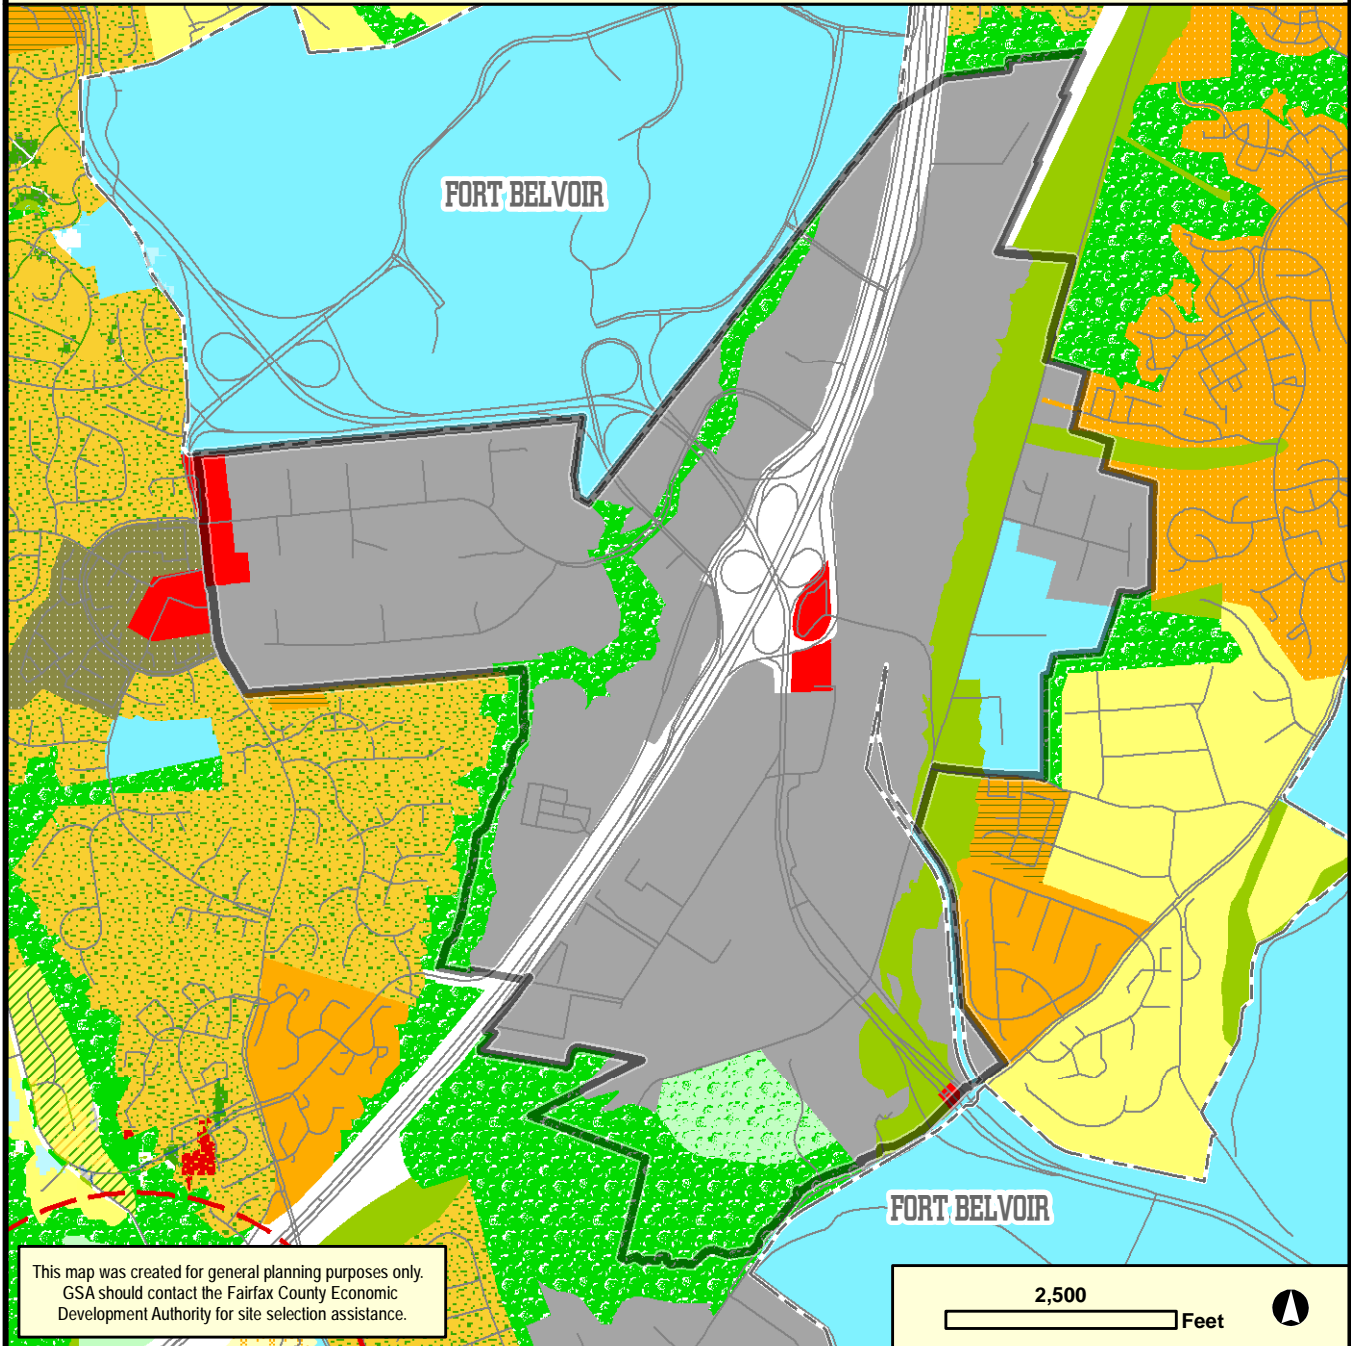 FORT BELVOIR
FORT BELVOIR
This map was created for general planning purposes only.
GSA should contact the Fairfax County Economic
Development Authority for site selection assistance.
2,500
Feet